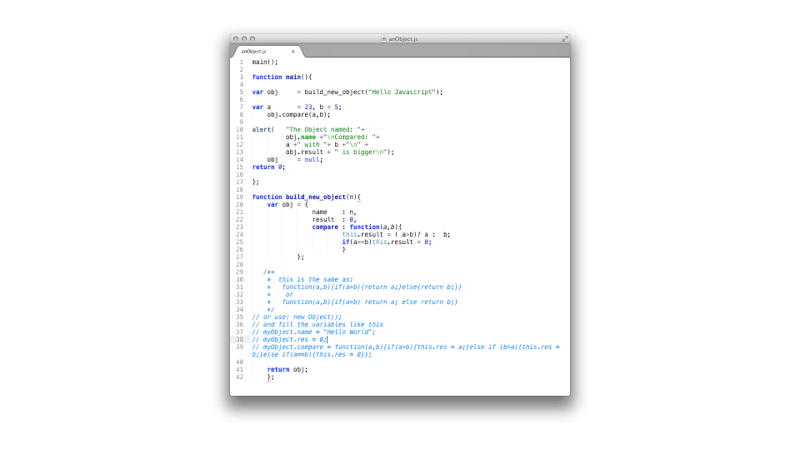 anObject.js
anObject.js ×
1 main();
2
3 function main(){
4
5 var obj = build_new_object("Hello Javascript");
6
7 var a = 23, b = 5;
8 obj.compare(a,b);
9
10 alert( "The Object named: "+
11 obj.name +"\nCompared: "+
12 a +" with "+ b +"\n" +
13 obj.result + " is bigger\n");
14 obj = null;
15 return 0;
16
17 };
18
19 function build_new_object(n){
20 var obj = {
21 name : n,
22 result : 0,
23 compare : function(a,b){
24 this.result = ( a>b)? a : b;
25 if(a==b)this.result = 0;
26 }
27 };
28
29 /**
30 * this is the same as:
31 * function(a,b){if(a>b){return a;}else{return b;}}
32 * or
33 * function(a,b){if(a>b) return a; else return b;}
34 */
35 // or use: new Object();
36 // and fill the variables like this
37 // myObject.name = "Hello World";
38 // myObject.res = 0;
39 // myObject.compare = function(a,b){if(a>b){this.res = a;}else if (b>a){this.res =
b;}else if(a==b){this.res = 0}};
40
41 return obj;
42 };